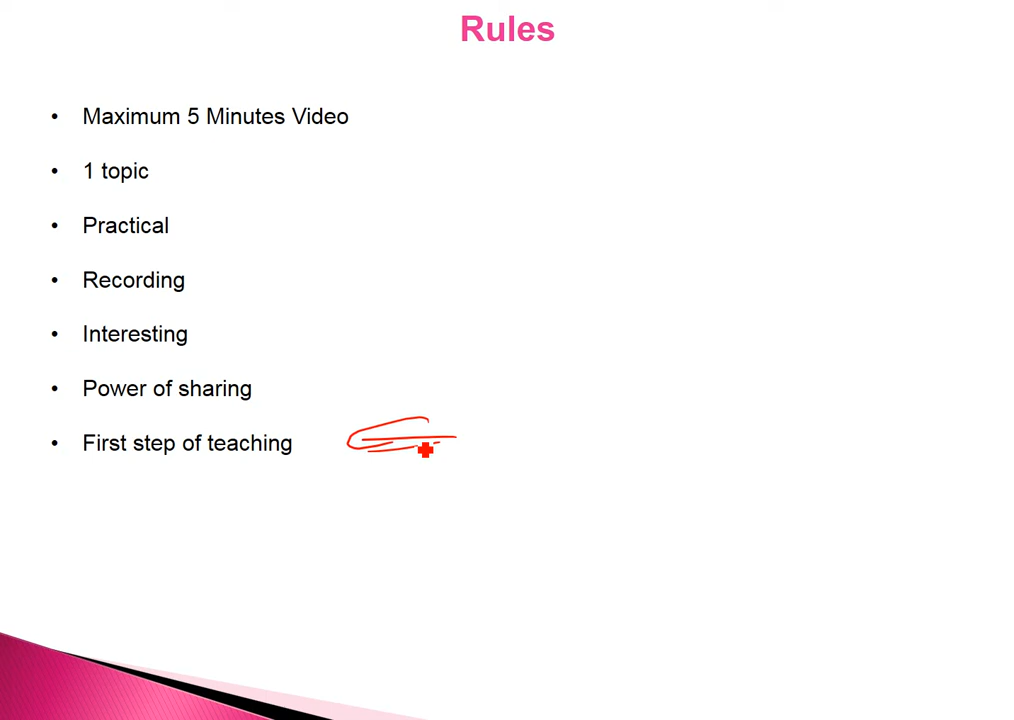 Rules
• Maximum 5 Minutes Video
• 1 topic
• Practical
• Recording
• Interesting
• Power of sharing
• First step of teaching